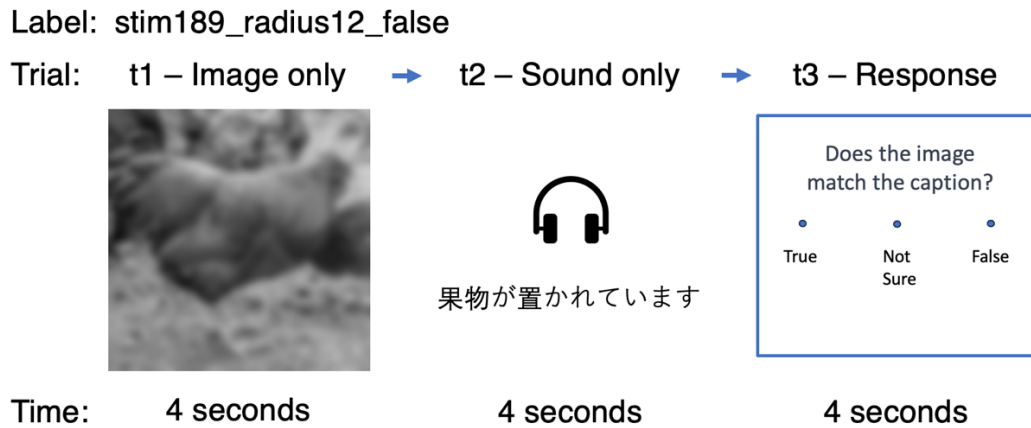 Label: stim189_radius12_false
Trial: t1 – Image only → t2 – Sound only → t3 – Response
Does the image
match the caption?
True Not Sure False
果物が置かれています
Time: 4 seconds 4 seconds 4 seconds